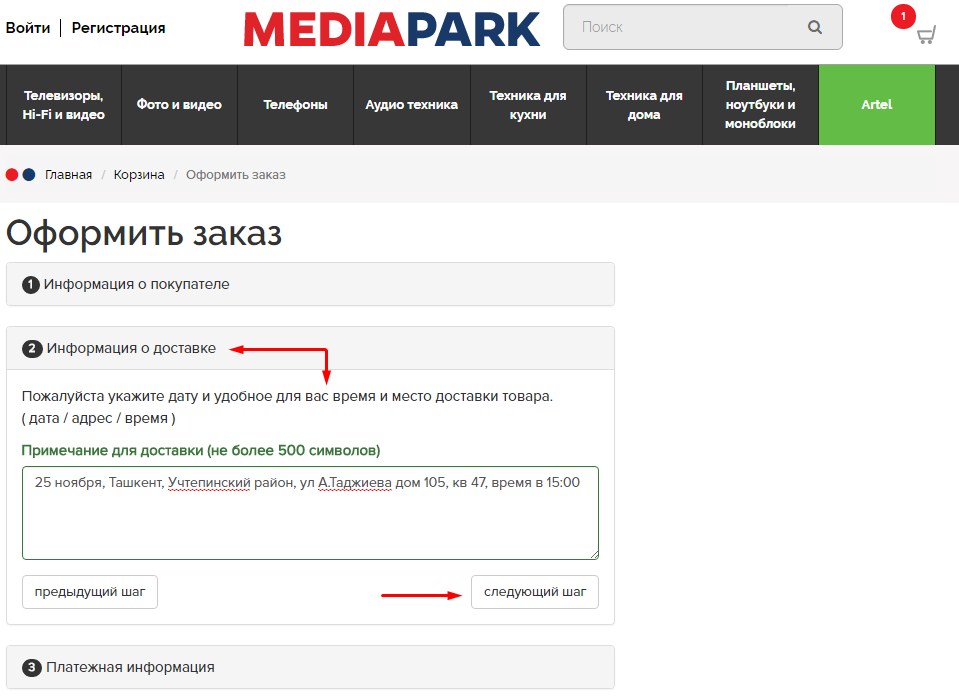 Войти Регистрация MEDIAPARK Поиск 1
Телевизоры, Hi-Fi и видео
Фото и видео
Телефоны
Аудио техника
Техника для кухни
Техника для дома
Планшеты, ноутбуки и моноблоки
Artel
Главная / Корзина / Оформить заказ
Оформить заказ
1 Информация о покупателе
2 Информация о доставке
Пожалуйста укажите дату и удобное для вас время и место доставки товара.
( дата / адрес / время )
Примечание для доставки (не более 500 символов)
25 ноября, Ташкент, Учтепинский район, ул А.Таджиева дом 105, кв 47, время в 15:00
предыдущий шаг следующий шаг
3 Платежная информация